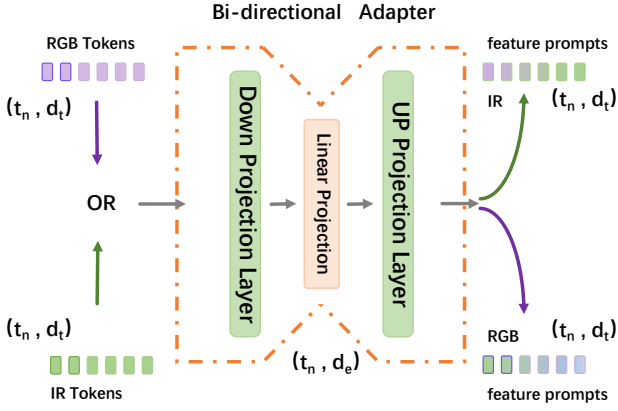 Bi-directional Adapter
RGB Tokens
(tn , dt)
OR
(tn , dt)
IR Tokens
Down Projection Layer
Linear Projection
UP Projection Layer
(tn , de)
feature prompts
IR
(tn , dt)
RGB
(tn , dt)
feature prompts